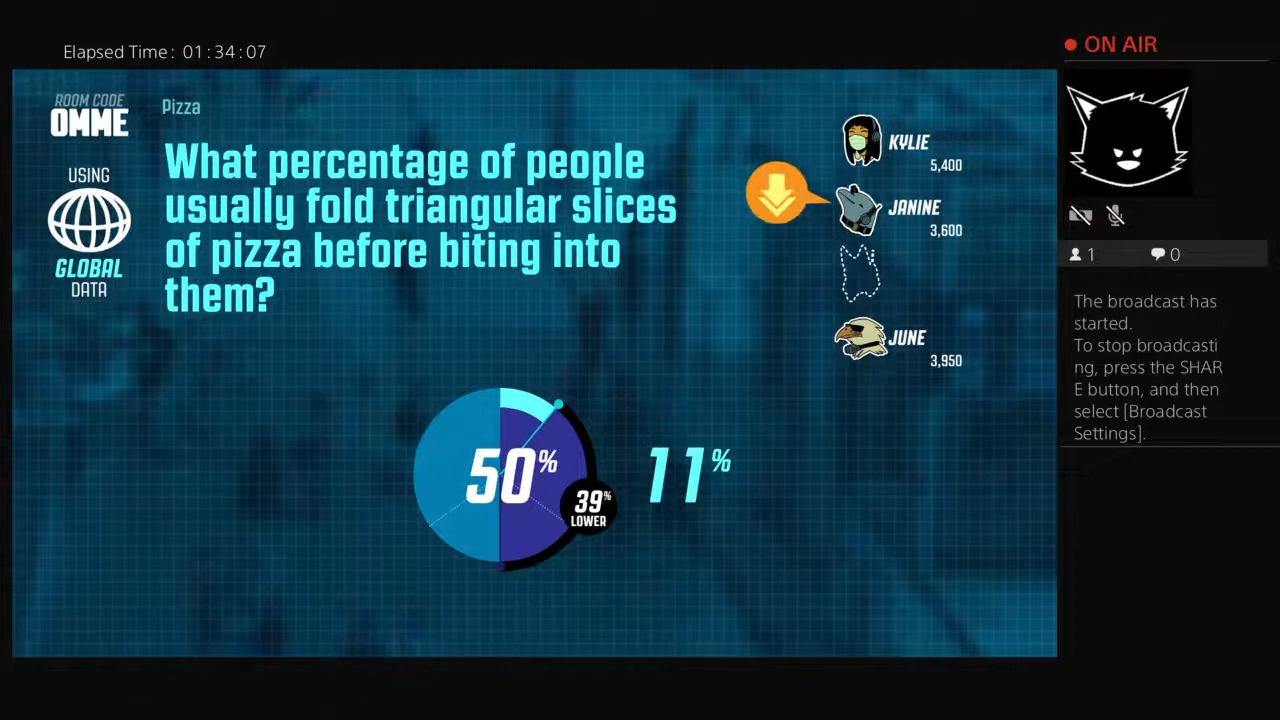 Elapsed Time: 01:34:07
ON AIR
ROOM CODE
OMME
Pizza
What percentage of people
usually fold triangular slices
of pizza before biting into
them?
USING
GLOBAL
DATA
KYLIE
5,400
JANINE
3,600
JUNE
3,950
50%
39%
LOWER
11%
1
0
The broadcast has
started.
To stop broadcasti
ng, press the SHAR
E button, and then
select [Broadcast
Settings].